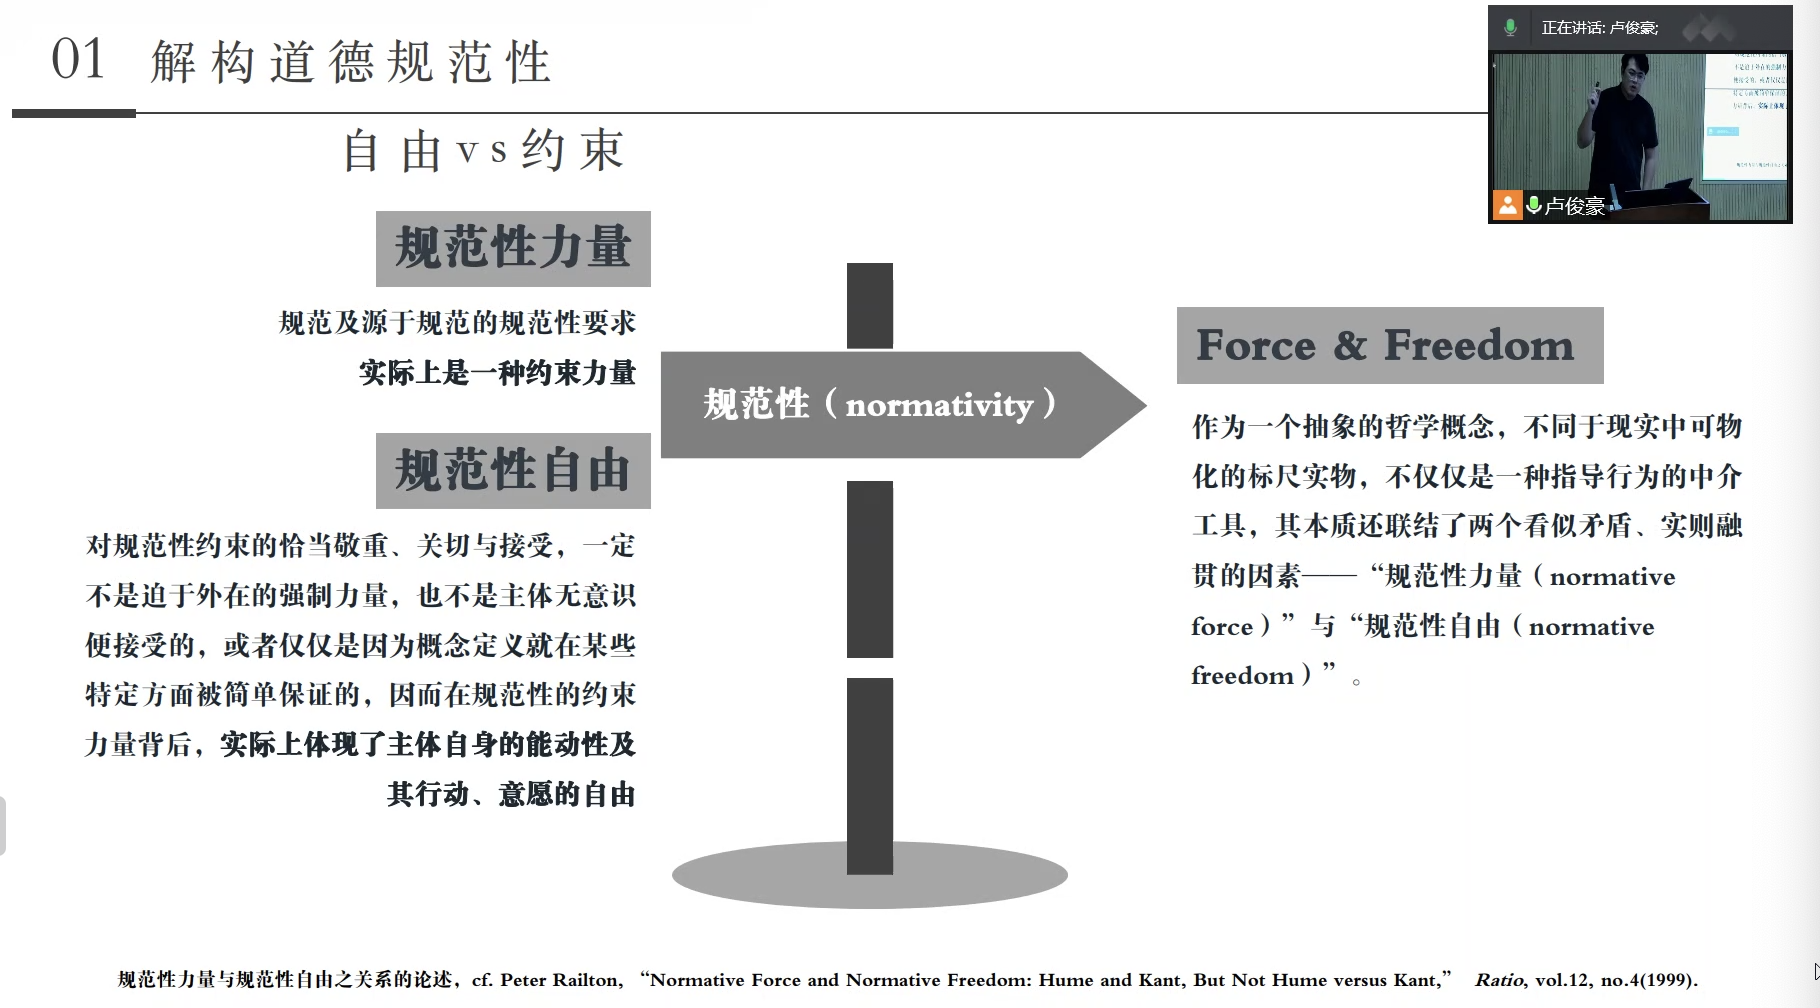 01 解构道德规范性
正在讲话: 卢俊豪;
卢俊豪
自由vs约束
规范性力量
规范及源于规范的规范性要求
实际上是一种约束力量
规范性自由
对规范性约束的恰当敬重、关切与接受，一定
不是迫于外在的强制力量，也不是主体无意识
便接受的，或者仅仅是因为概念定义就在某些
特定方面被简单保证的，因而在规范性的约束
力量背后，实际上体现了主体自身的能动性及
其行动、意愿的自由
规范性（normativity）
Force & Freedom
作为一个抽象的哲学概念，不同于现实中可物
化的标尺实物，不仅仅是一种指导行为的中介
工具，其本质还联结了两个看似矛盾、实则融
贯的因素——“规范性力量（normative
force）”与“规范性自由（normative
freedom）”。
规范性力量与规范性自由之关系的论述，cf. Peter Railton, “Normative Force and Normative Freedom: Hume and Kant, But Not Hume versus Kant,” Ratio, vol.12, no.4(1999).